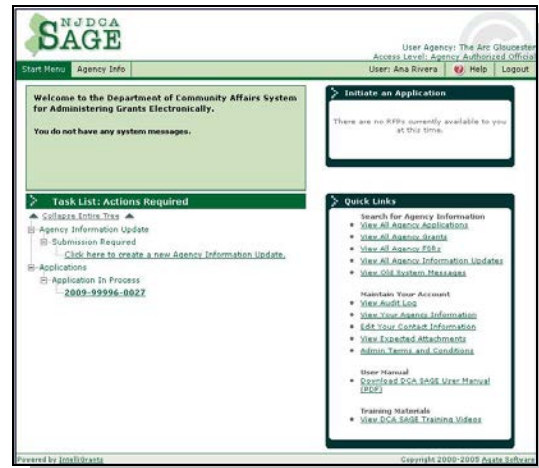 NJDCA
SAGE
User Agency: The Arc Gloucester
Access Level: Agency Authorized Official
Start Menu Agency Info User: Ana Rivera Help Logout
Welcome to the Department of Community Affairs System
for Administering Grants Electronically.
You do not have any system messages.
Initiate an Application
There are no RFPs currently available to you
at this time.
Task List: Actions Required
Collapse Entire Tree
Agency Information Update
Submission Required
Click here to create a new Agency Information Update.
Applications
Application In Process
2009-99996-0027
Quick Links
Search for Agency Information
View All Agency Applications
View All Agency Grants
View All Agency FSRs
View All Agency Information Updates
View Old System Messages
Maintain Your Account
View Audit Log
View Your Agency Information
Edit Your Contact Information
View Expected Attachments
Admin Terms and Conditions
User Manual
Download DCA SAGE User Manual
(PDF)
Training Materials
View DCA SAGE Training Videos
Powered by IntelliGrants Copyright 2000-2005 Agate Software